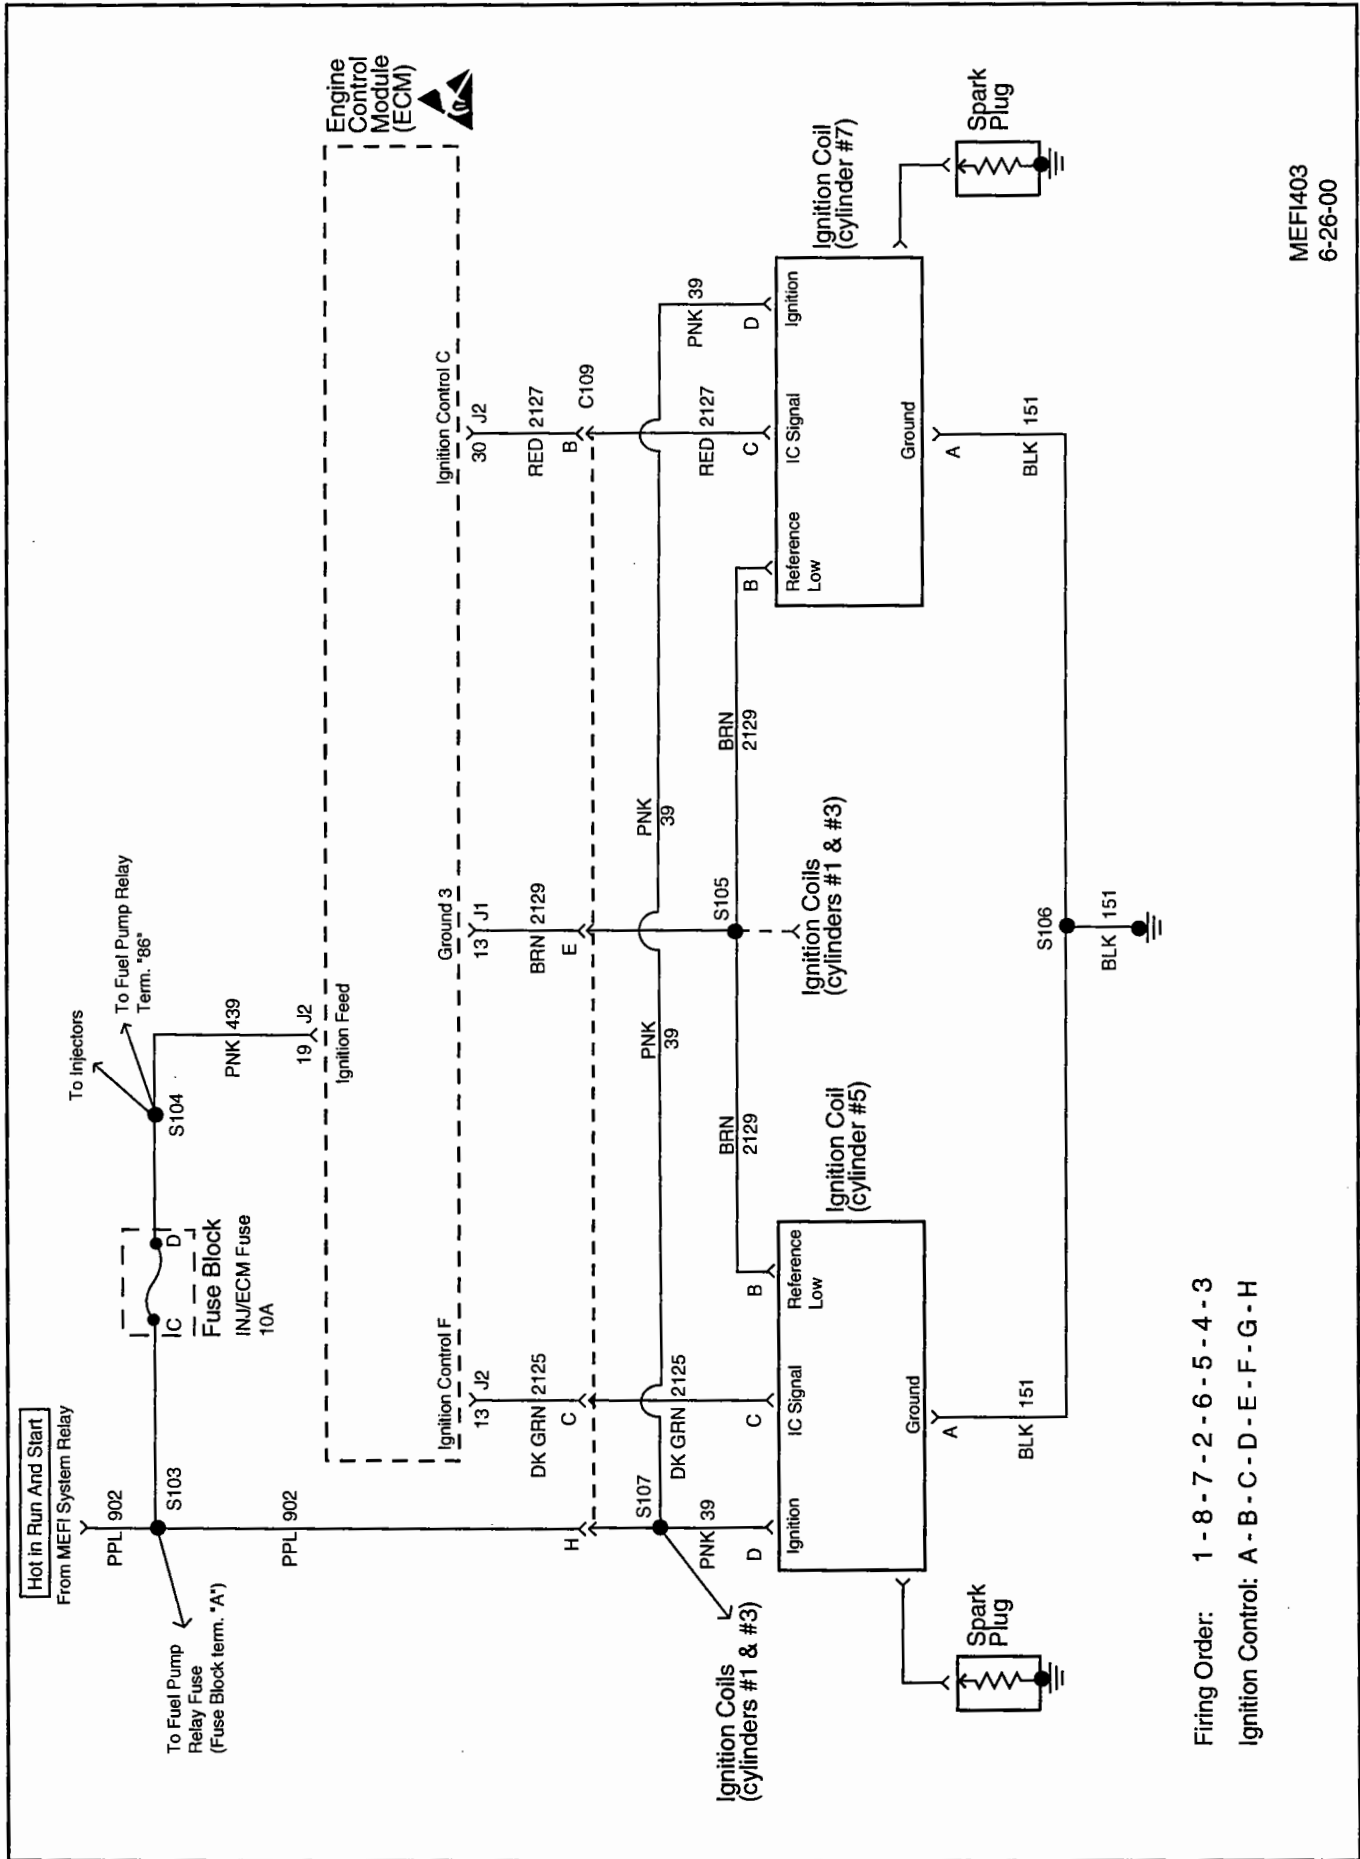 Hot in Run And Start
From MEFI System Relay
PPL 902
S103
To Fuel Pump
Relay Fuse
(Fuse Block term. "A")
C
D
Fuse Block
INJ/ECM Fuse
10A
S104
To Injectors
To Fuel Pump Relay
Term. "86"
PNK 439
19 J2
Ignition Feed
Engine
Control
Module
(ECM)
PPL 902
Ignition Control F
13 J2
DK GRN 2125
C
Ground 3
13 J1
BRN 2129
E
Ignition Control C
30 J2
RED 2127
B
C109
H
S107
PNK 39
D
DK GRN 2125
C
PNK
39
PNK
39
RED 2127
C
PNK 39
D
Ignition Coils
(cylinders #1 & #3)
BRN
2129
B
S105
BRN
2129
B
Ignition Coils
(cylinders #1 & #3)
Ignition
IC Signal
Reference
Low
Ground
Ignition Coil
(cylinder #5)
Reference
Low
IC Signal
Ignition
Ground
Ignition Coil
(cylinder #7)
Spark
Plug
A
BLK 151
S106
BLK 151
A
BLK 151
Spark
Plug
Firing Order: 1 - 8 - 7 - 2 - 6 - 5 - 4 - 3
Ignition Control: A - B - C - D - E - F - G - H
MEFI403
6-26-00